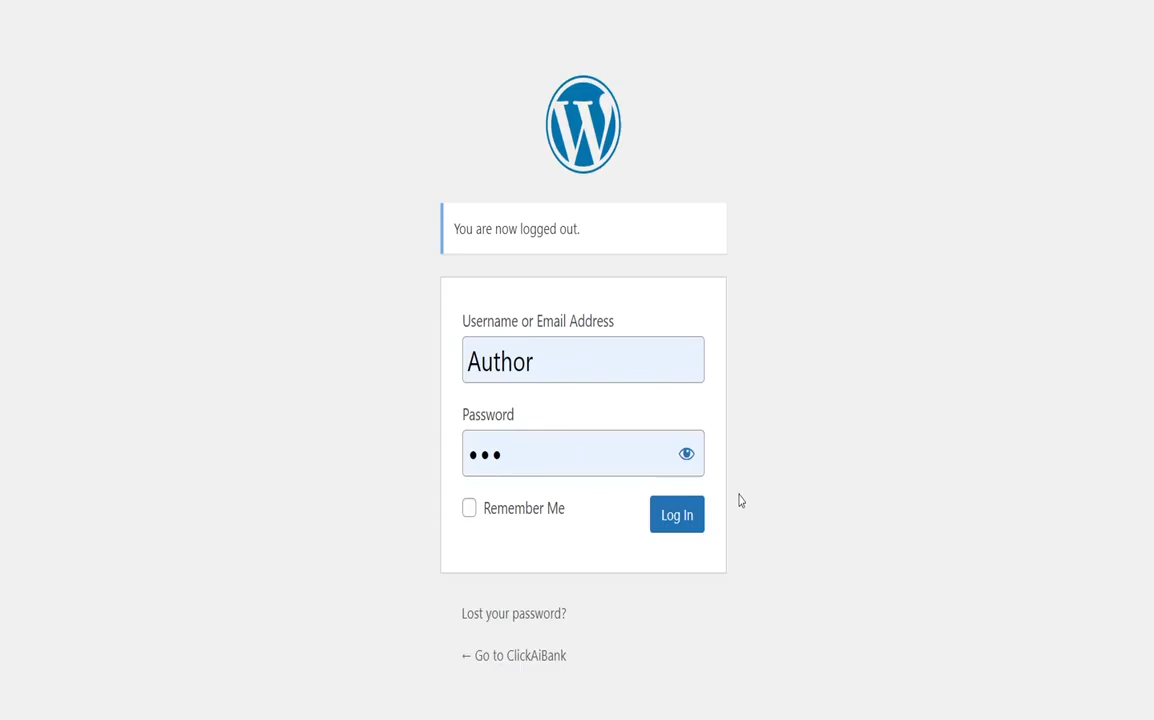 You are now logged out.
Username or Email Address
Author
Password
Remember Me
Log In
Lost your password?
← Go to ClickAiBank